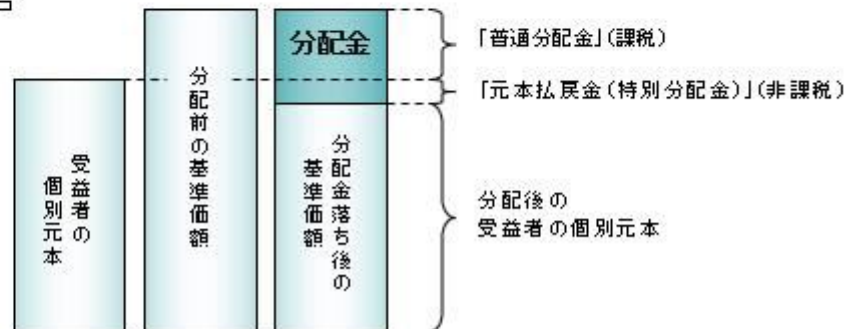 受益者の
個別元本
分配前の基準価額
分配金
分配金落ち後の
基準価額
「普通分配金」(課税)
「元本払戻金(特別分配金)」(非課税)
分配後の
受益者の個別元本